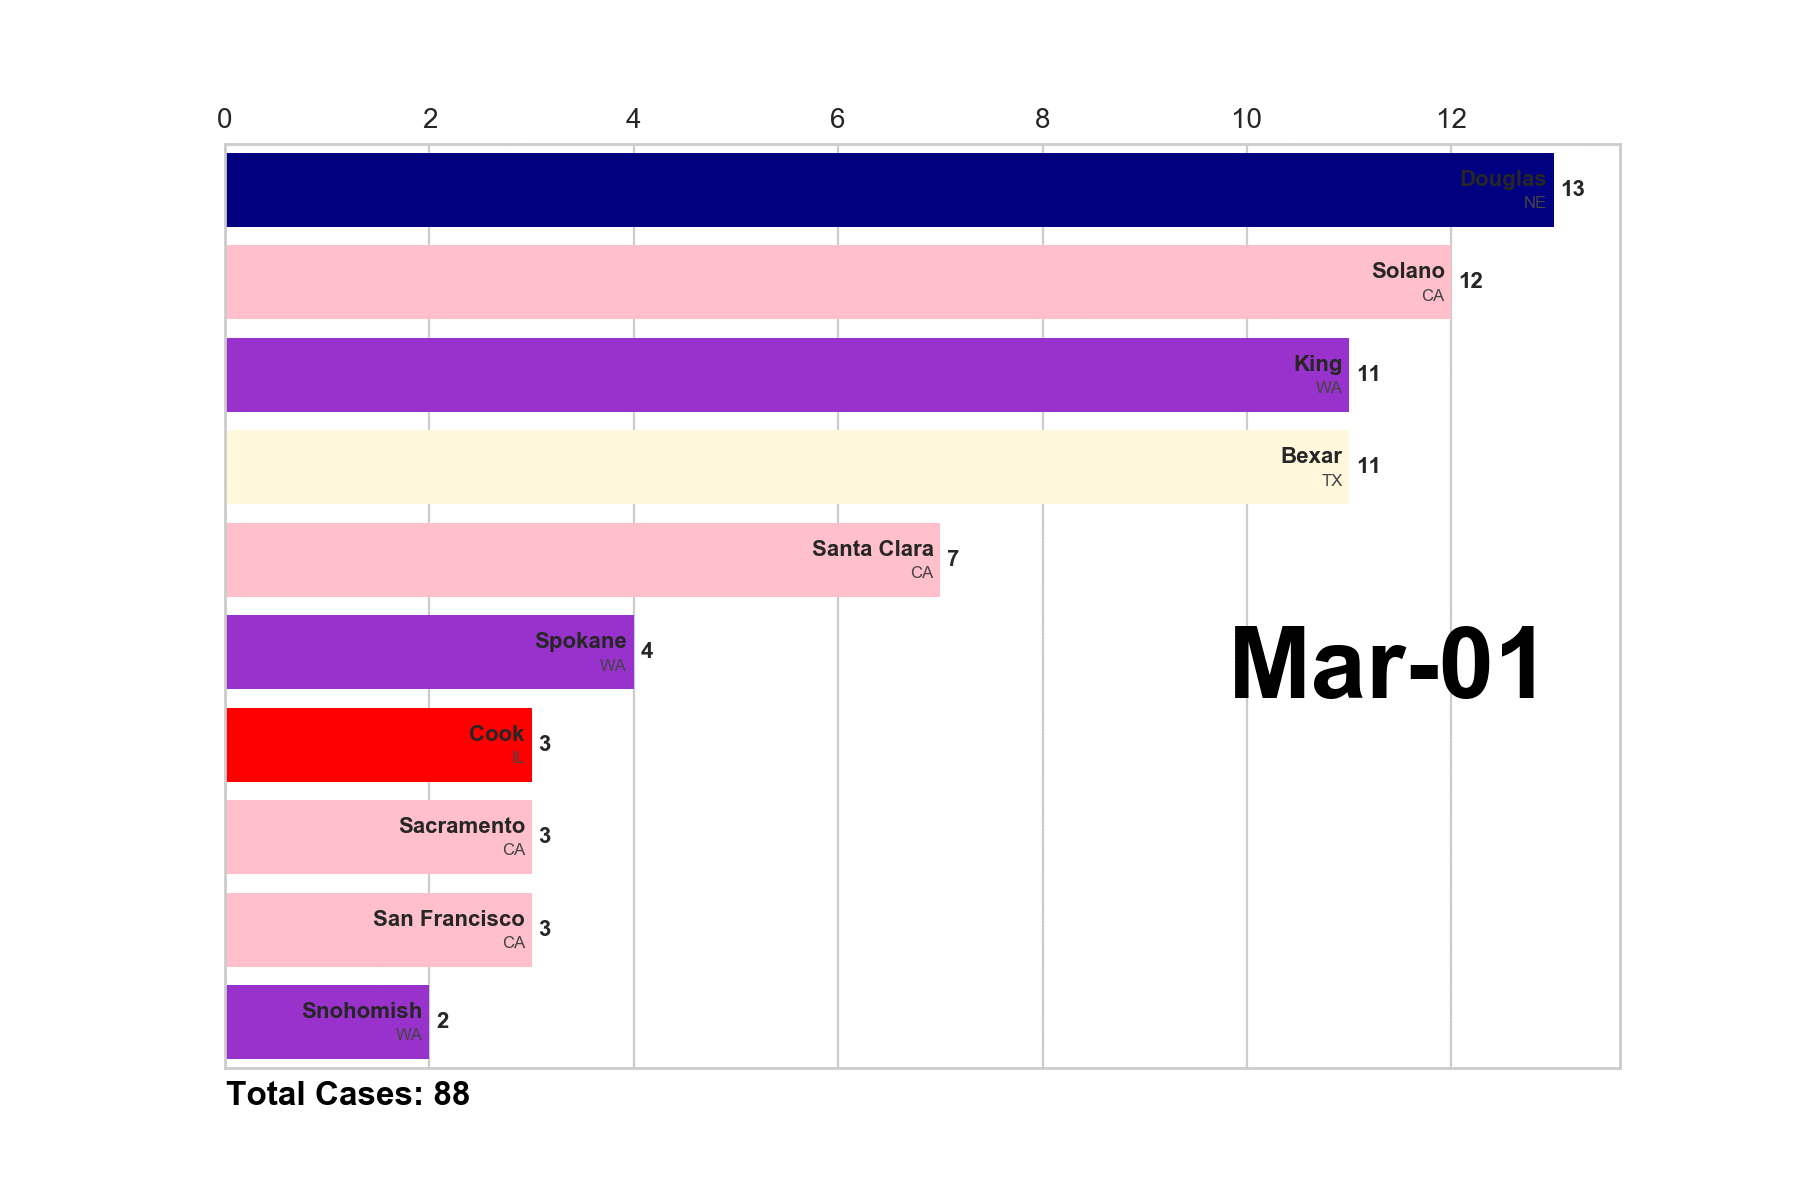 0 2 4 6 8 10 12
Douglas
NE
13
Solano
CA
12
King
WA
11
Bexar
TX
11
Santa Clara
CA
7
Spokane
WA
4
Mar-01
Cook
IL
3
Sacramento
CA
3
San Francisco
CA
3
Snohomish
WA
2
Total Cases: 88